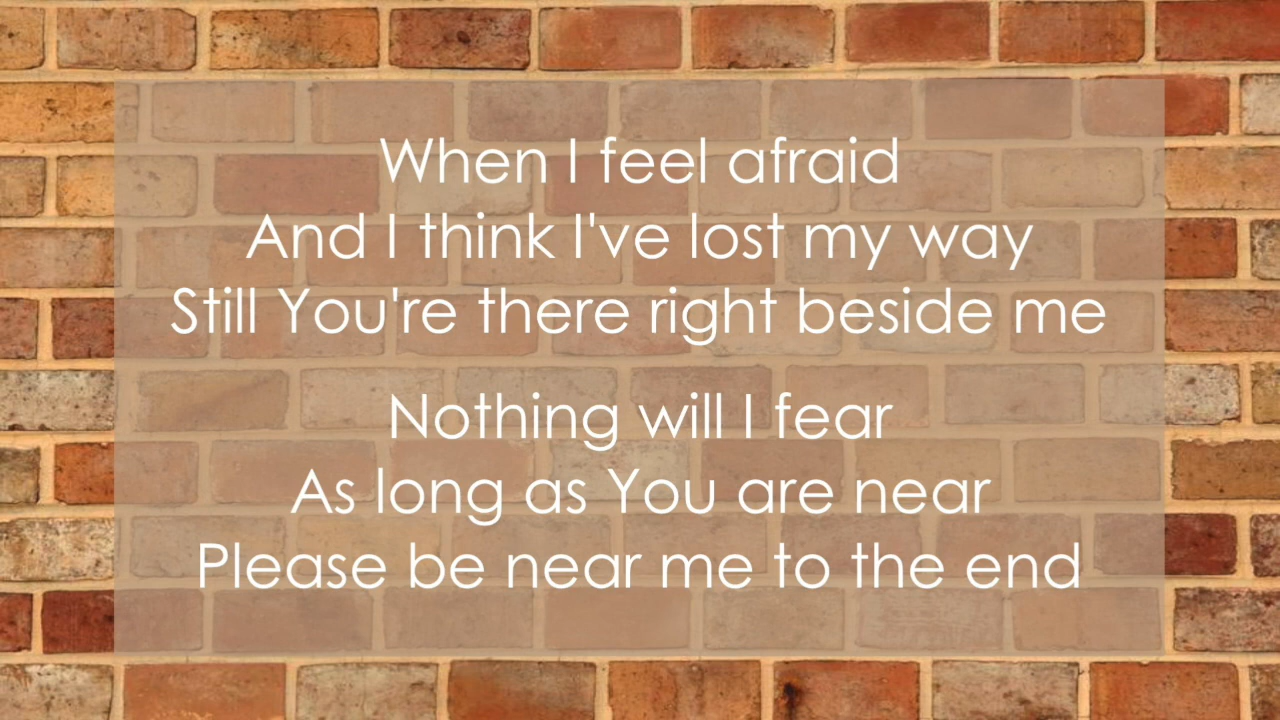 When I feel afraid
And I think I've lost my way
Still You're there right beside me
Nothing will I fear
As long as You are near
Please be near me to the end